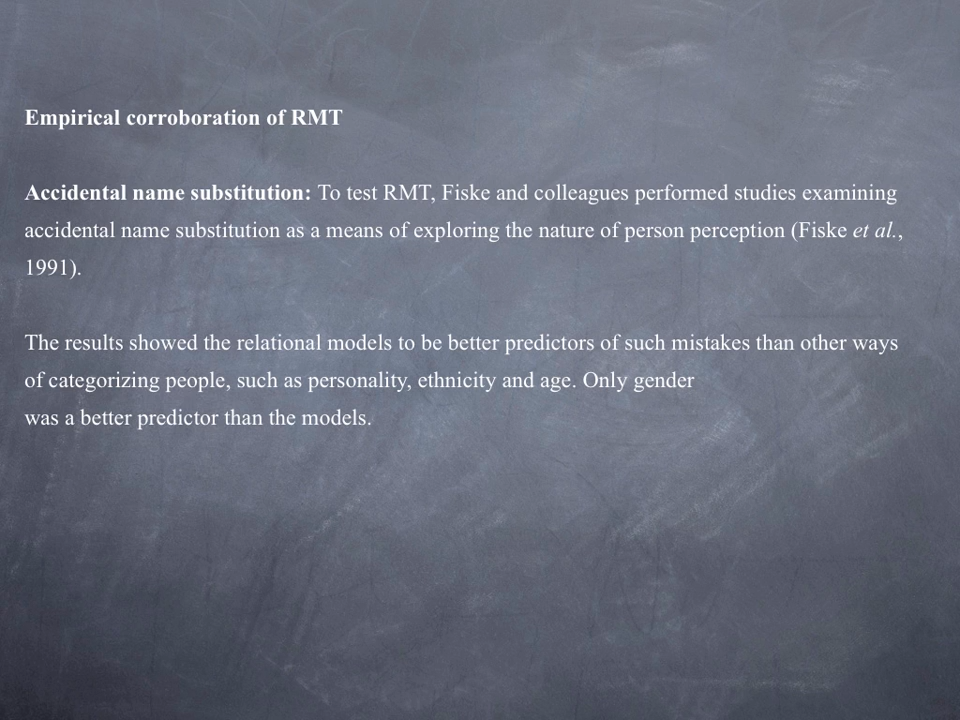 Empirical corroboration of RMT
Accidental name substitution: To test RMT, Fiske and colleagues performed studies examining
accidental name substitution as a means of exploring the nature of person perception (Fiske et al.,
1991).
The results showed the relational models to be better predictors of such mistakes than other ways
of categorizing people, such as personality, ethnicity and age. Only gender
was a better predictor than the models.